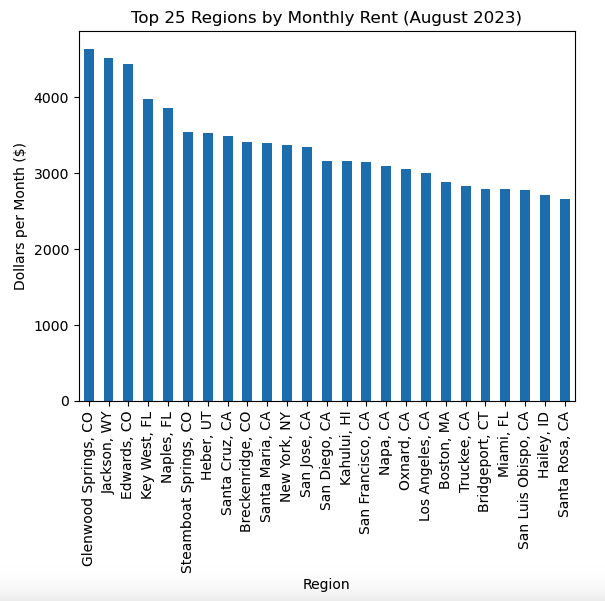 Top 25 Regions by Monthly Rent (August 2023)
Dollars per Month ($)
4000
3000
2000
1000
0
Glenwood Springs, CO
Jackson, WY
Edwards, CO
Key West, FL
Naples, FL
Steamboat Springs, CO
Heber, UT
Santa Cruz, CA
Breckenridge, CO
Santa Maria, CA
New York, NY
San Jose, CA
San Diego, CA
Kahului, HI
San Francisco, CA
Napa, CA
Oxnard, CA
Los Angeles, CA
Boston, MA
Truckee, CA
Bridgeport, CT
Miami, FL
San Luis Obispo, CA
Hailey, ID
Santa Rosa, CA
Region